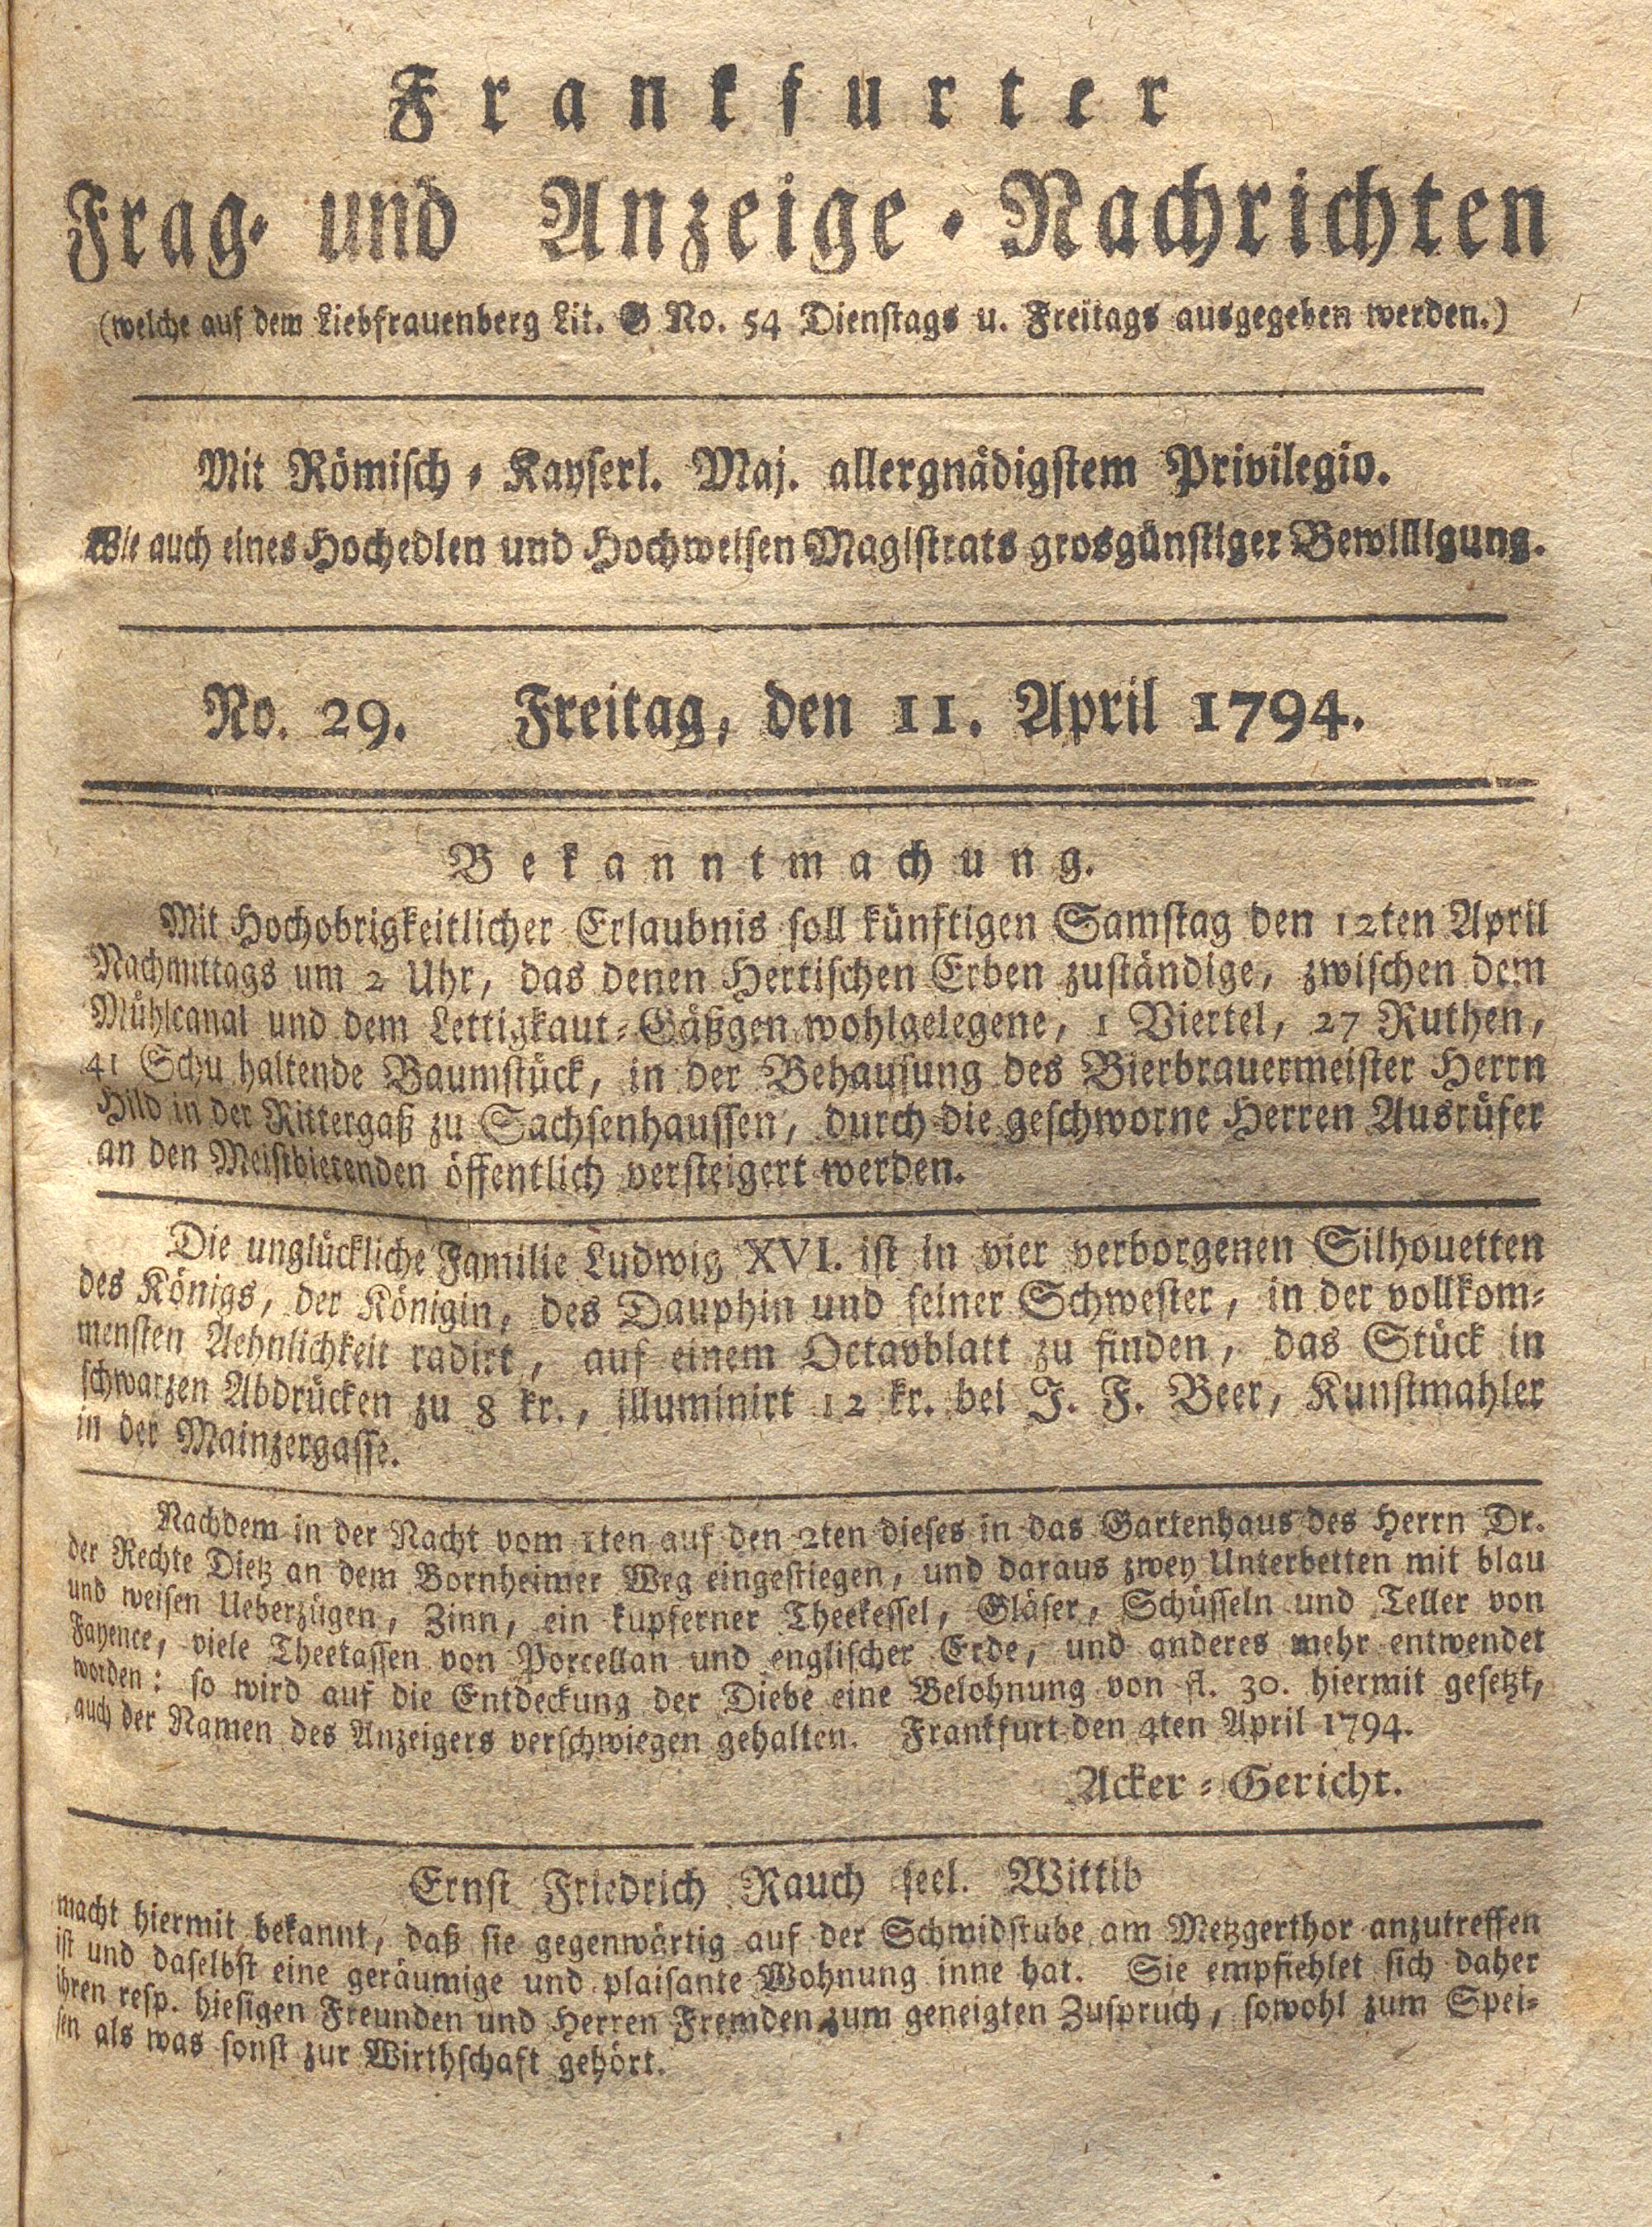 Frankfurter
Frag- und Anzeige-Nachrichten
(welche auf dem Liebfrauenberg Lit. G No. 54 Dienstags u. Freitags ausgegeben werden.)
Mit Römisch-Kayserl. Maj. allergnädigstem Privilegio.
Wie auch eines Hochedlen und Hochweisen Magistrats grosgünstiger Bewilligung.
No. 29. Freitag, den 11. April 1794.
Bekanntmachung.
Mit Hochobrigkeitlicher Erlaubnis soll künftigen Samstag den 12ten April
Nachmittags um 2 Uhr, das denen Hertischen Erben zuständige, zwischen dem
Mühlcanal und dem Lettigkaut-Gäßgen wohlgelegene, 1 Viertel, 27 Ruthen,
41 Schu haltende Baumstück, in der Behausung des Bierbrauermeister Herrn
Hild in der Rittergaß zu Sachsenhaussen, durch die geschworne Herren Ausrüfer
an den Meistbietenden öffentlich versteigert werden.
Die unglückliche Familie Ludwig XVI. ist in vier verborgenen Silhouetten
des Königs, der Königin, des Dauphin und seiner Schwester, in der vollkom-
mensten Aehnlichkeit radirt, auf einem Octavblatt zu finden, das Stück in
schwarzen Abdrücken zu 8 kr., illuminirt 12 kr. bei J. F. Beer, Kunstmahler
in der Mainzergasse.
Nachdem in der Nacht vom 1ten auf den 2ten dieses in das Gartenhaus des Herrn Dr.
der Rechte Dietz an dem Bornheimer Weg eingestiegen, und daraus zwey Unterbetten mit blau
und weisen Ueberzügen, Zinn, ein kupferner Theekessel, Gläser, Schüsseln und Teller von
Fayence, viele Theetassen von Porcellan und englischer Erde, und anderes mehr entwendet
worden: so wird auf die Entdeckung der Diebe eine Belohnung von fl. 30. hiermit gesetzt,
auch der Namen des Anzeigers verschwiegen gehalten. Frankfurt den 4ten April 1794.
Acker-Gericht.
Ernst Friedrich Rauch seel. Wittib
macht hiermit bekannt, daß sie gegenwärtig auf der Schmidstube am Metzgerthor anzutreffen
ist und daselbst eine geräumige und plaisante Wohnung inne hat. Sie empfiehlet sich daher
ihren resp. hiesigen Freunden und Herren Fremden zum geneigten Zuspruch, sowohl zum Spei-
sen als was sonst zur Wirthschaft gehört.